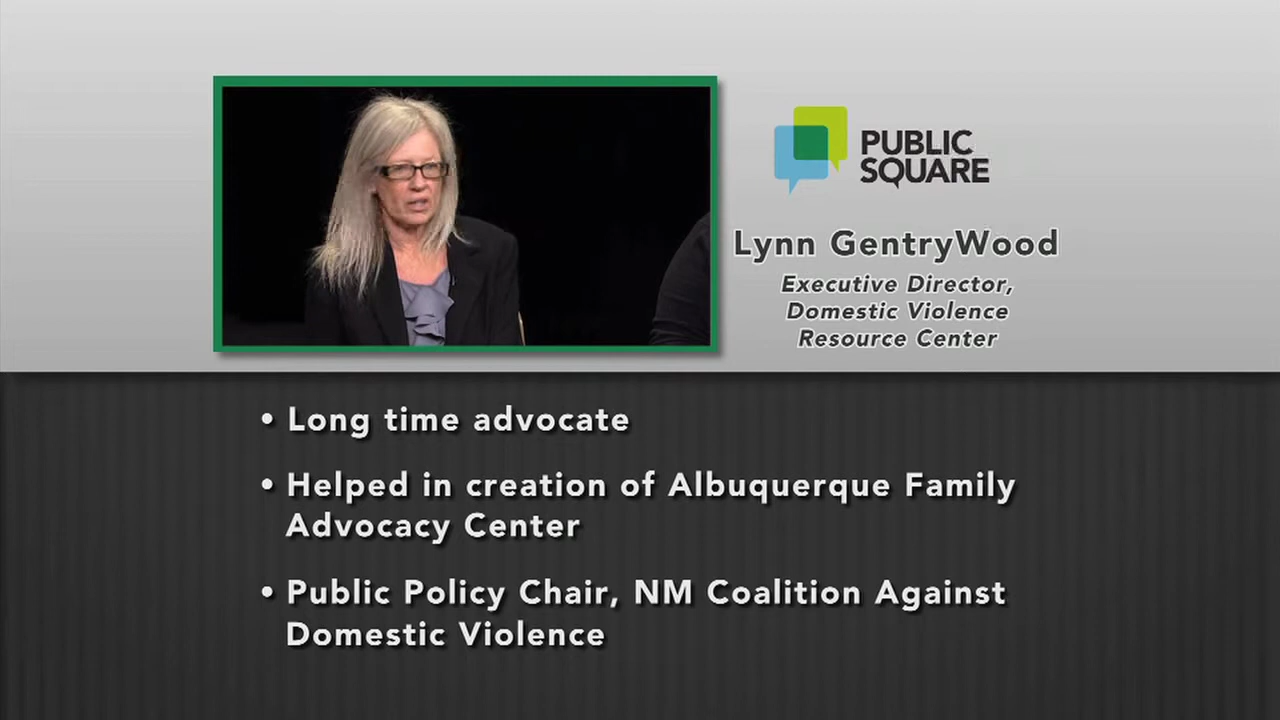 PUBLIC
SQUARE
Lynn GentryWood
Executive Director,
Domestic Violence
Resource Center
• Long time advocate
• Helped in creation of Albuquerque Family
Advocacy Center
• Public Policy Chair, NM Coalition Against
Domestic Violence